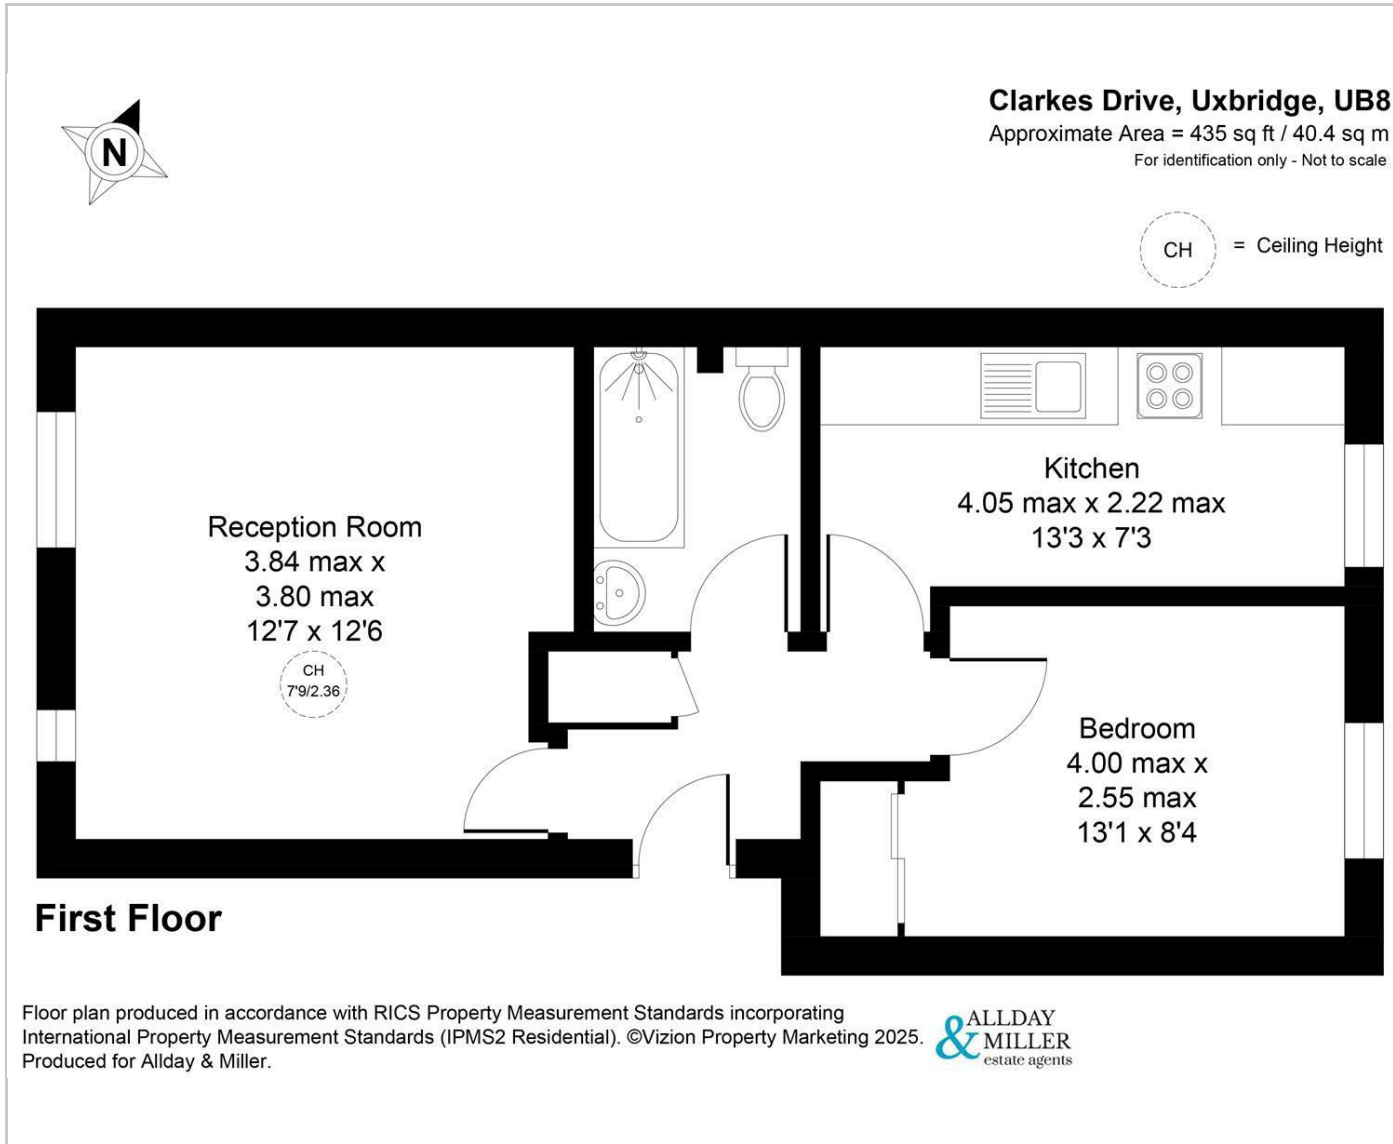 N
Clarkes Drive, Uxbridge, UB8
Approximate Area = 435 sq ft / 40.4 sq m
For identification only - Not to scale
CH = Ceiling Height
Reception Room
3.84 max x
3.80 max
12'7 x 12'6
CH
7'9/2.36
Kitchen
4.05 max x 2.22 max
13'3 x 7'3
Bedroom
4.00 max x
2.55 max
13'1 x 8'4
First Floor
Floor plan produced in accordance with RICS Property Measurement Standards incorporating
International Property Measurement Standards (IPMS2 Residential). ©Vizion Property Marketing 2025.
Produced for Allday & Miller.
ALLDAY
& MILLER
estate agents